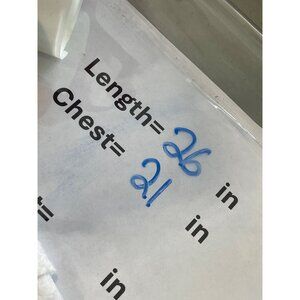 Length= 26 in
Chest= 21 in
in